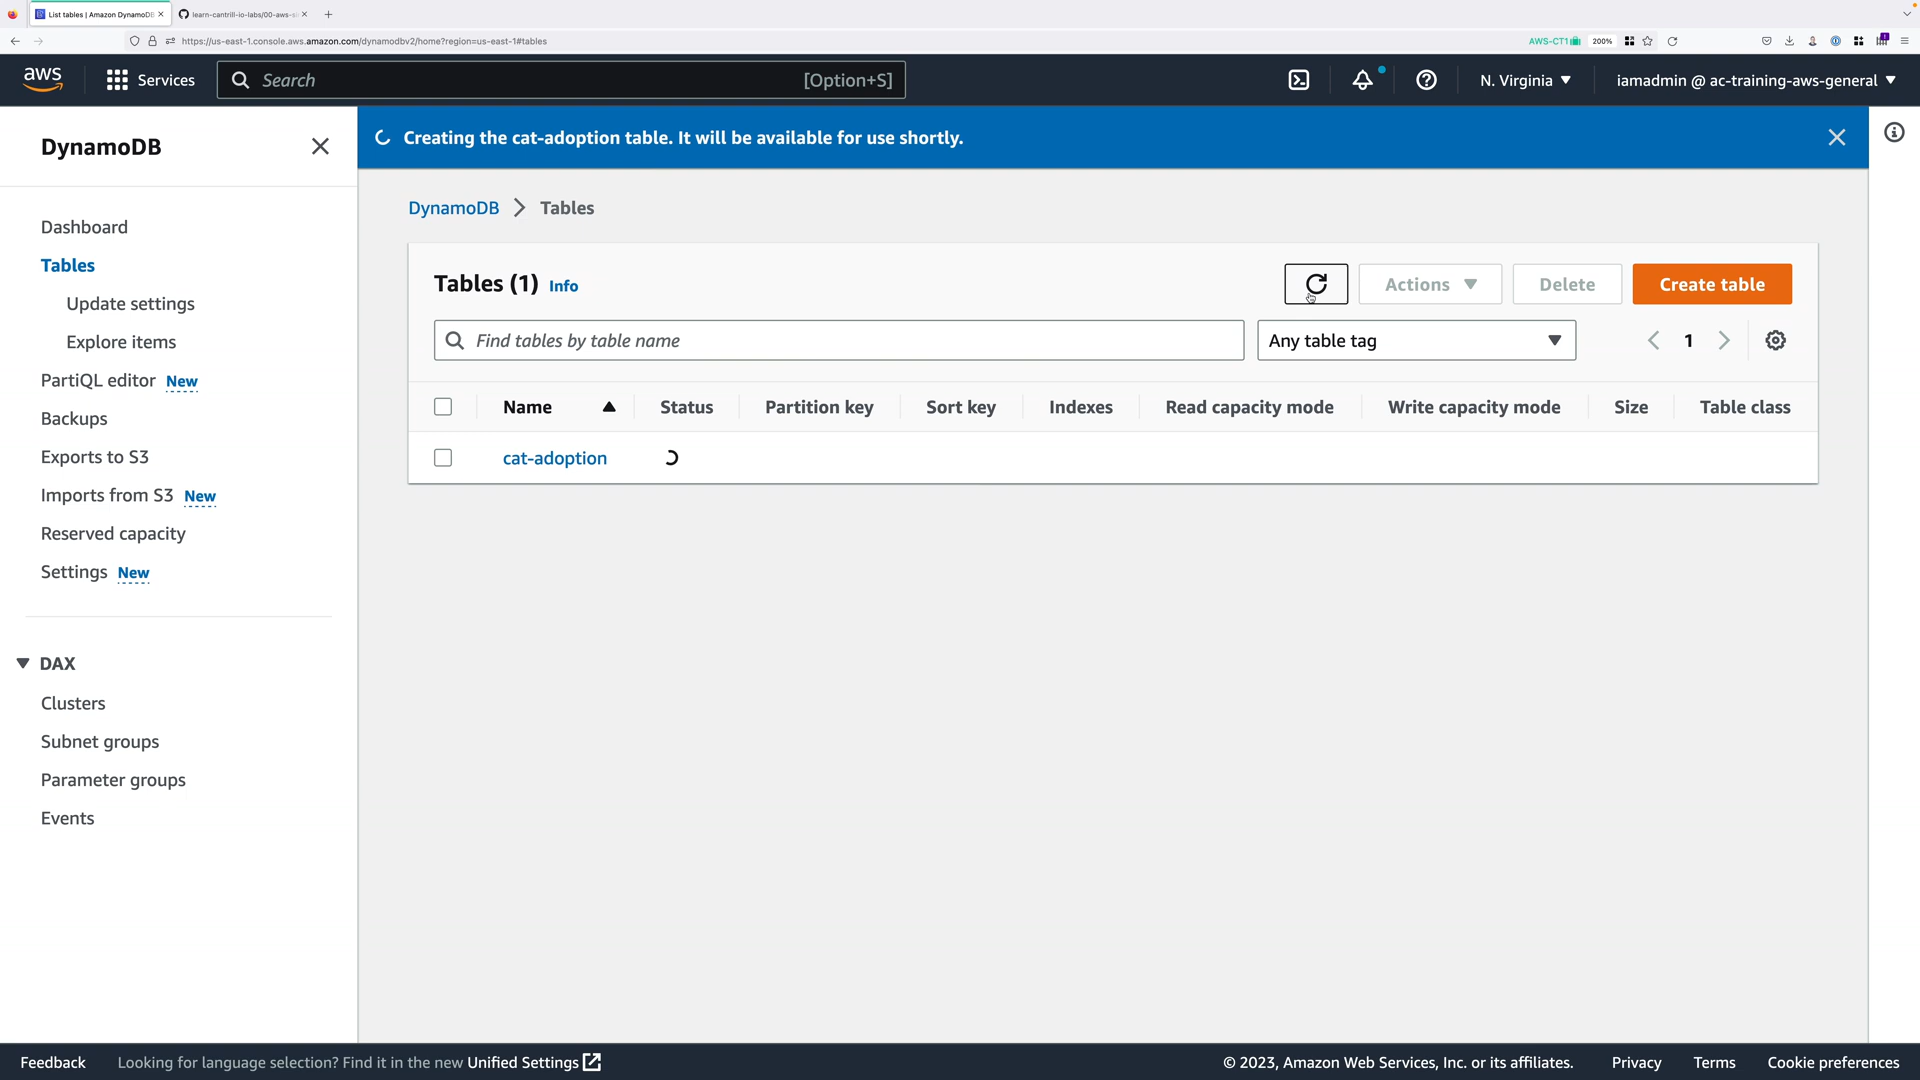 List tables | Amazon DynamoDB
learn-cantrill-io-labs/00-aws-si
https://us-east-1.console.aws.amazon.com/dynamodbv2/home?region=us-east-1#tables
AWS-CT1
200%
aws
Services
Search
[Option+S]
N. Virginia
iamadmin @ ac-training-aws-general
DynamoDB
Dashboard
Tables
Update settings
Explore items
PartiQL editor New
Backups
Exports to S3
Imports from S3 New
Reserved capacity
Settings New
DAX
Clusters
Subnet groups
Parameter groups
Events
Creating the cat-adoption table. It will be available for use shortly.
DynamoDB > Tables
Tables (1) Info
Actions
Delete
Create table
Find tables by table name
Any table tag
1
Name Status Partition key Sort key Indexes Read capacity mode Write capacity mode Size Table class
cat-adoption
Feedback
Looking for language selection? Find it in the new Unified Settings
© 2023, Amazon Web Services, Inc. or its affiliates.
Privacy
Terms
Cookie preferences